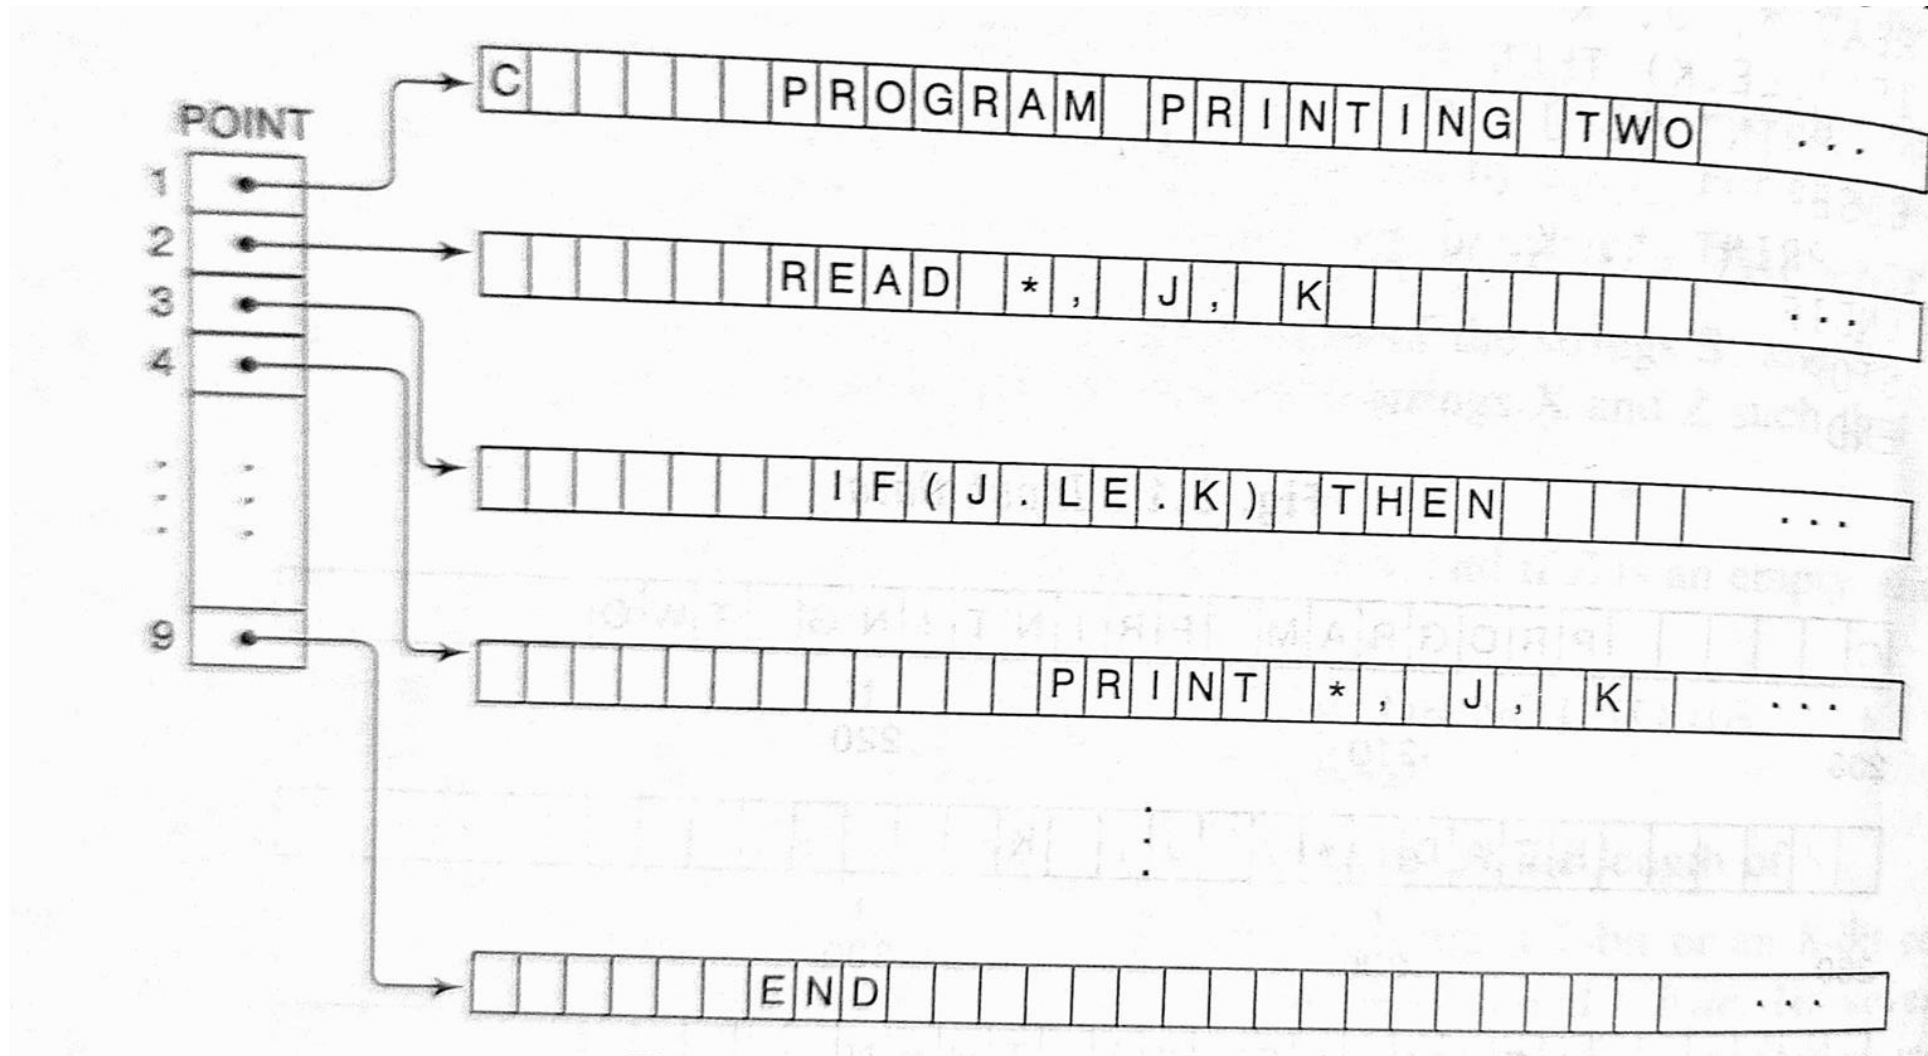 POINT
1
2
3
4
9
C PROGRAM PRINTING TWO ...
READ *, J, K ...
IF(J.LE.K) THEN ...
PRINT *, J, K ...
END ...